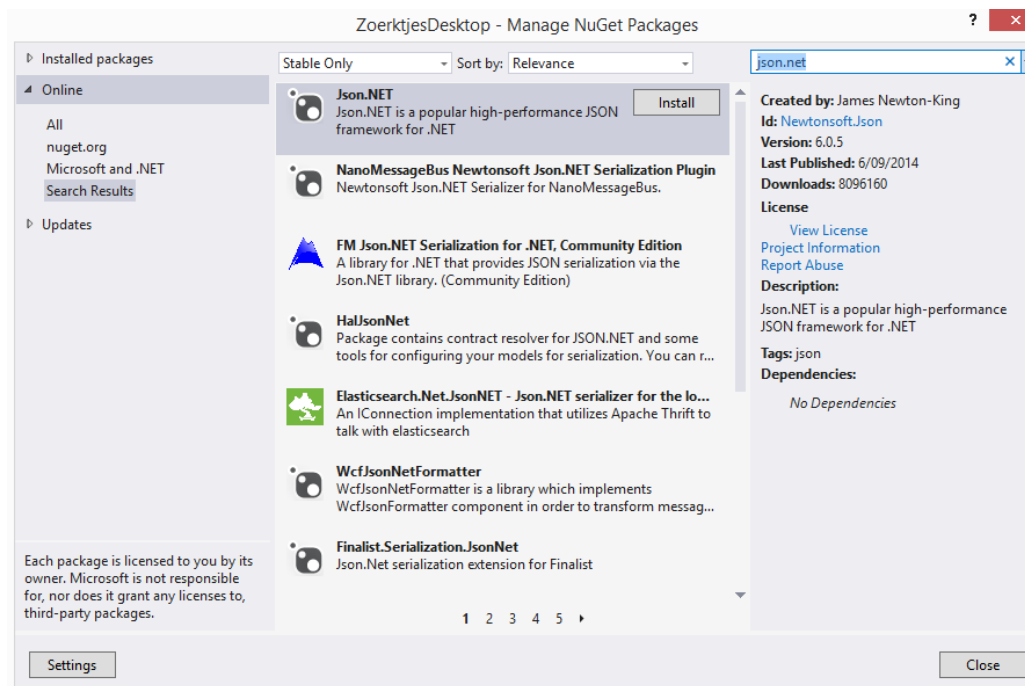 ZoerktjesDesktop - Manage NuGet Packages
?
Installed packages
Online
All
nuget.org
Microsoft and .NET
Search Results
Updates
Each package is licensed to you by its
owner. Microsoft is not responsible
for, nor does it grant any licenses to,
third-party packages.
Stable Only
Sort by: Relevance
Json.NET
Json.NET is a popular high-performance JSON
framework for .NET
Install
NanoMessageBus Newtonsoft Json.NET Serialization Plugin
Newtonsoft Json.NET Serializer for NanoMessageBus.
FM Json.NET Serialization for .NET, Community Edition
A library for .NET that provides JSON serialization via the
Json.NET library. (Community Edition)
HalJsonNet
Package contains contract resolver for JSON.NET and some
tools for configuring your models for serialization. You can r...
Elasticsearch.Net.JsonNET - Json.NET serializer for the lo...
An IConnection implementation that utilizes Apache Thrift to
talk with elasticsearch
WcfJsonNetFormatter
WcfJsonNetFormatter is a library which implements
WcfJsonFormatter component in order to transform messag...
Finalist.Serialization.JsonNet
Json.Net serialization extension for Finalist
1 2 3 4 5
json.net
Created by: James Newton-King
Id: Newtonsoft.Json
Version: 6.0.5
Last Published: 6/09/2014
Downloads: 8096160
License
View License
Project Information
Report Abuse
Description:
Json.NET is a popular high-performance
JSON framework for .NET
Tags: json
Dependencies:
No Dependencies
Settings
Close